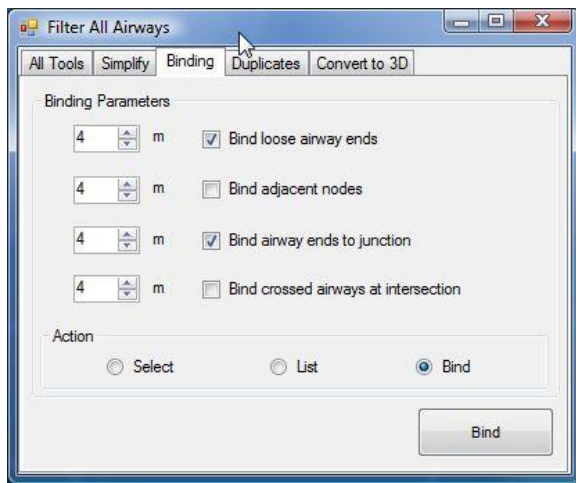 Filter All Airways
All Tools Simplify Binding Duplicates Convert to 3D
Binding Parameters
4 m Bind loose airway ends
4 m Bind adjacent nodes
4 m Bind airway ends to junction
4 m Bind crossed airways at intersection
Action
Select List Bind
Bind